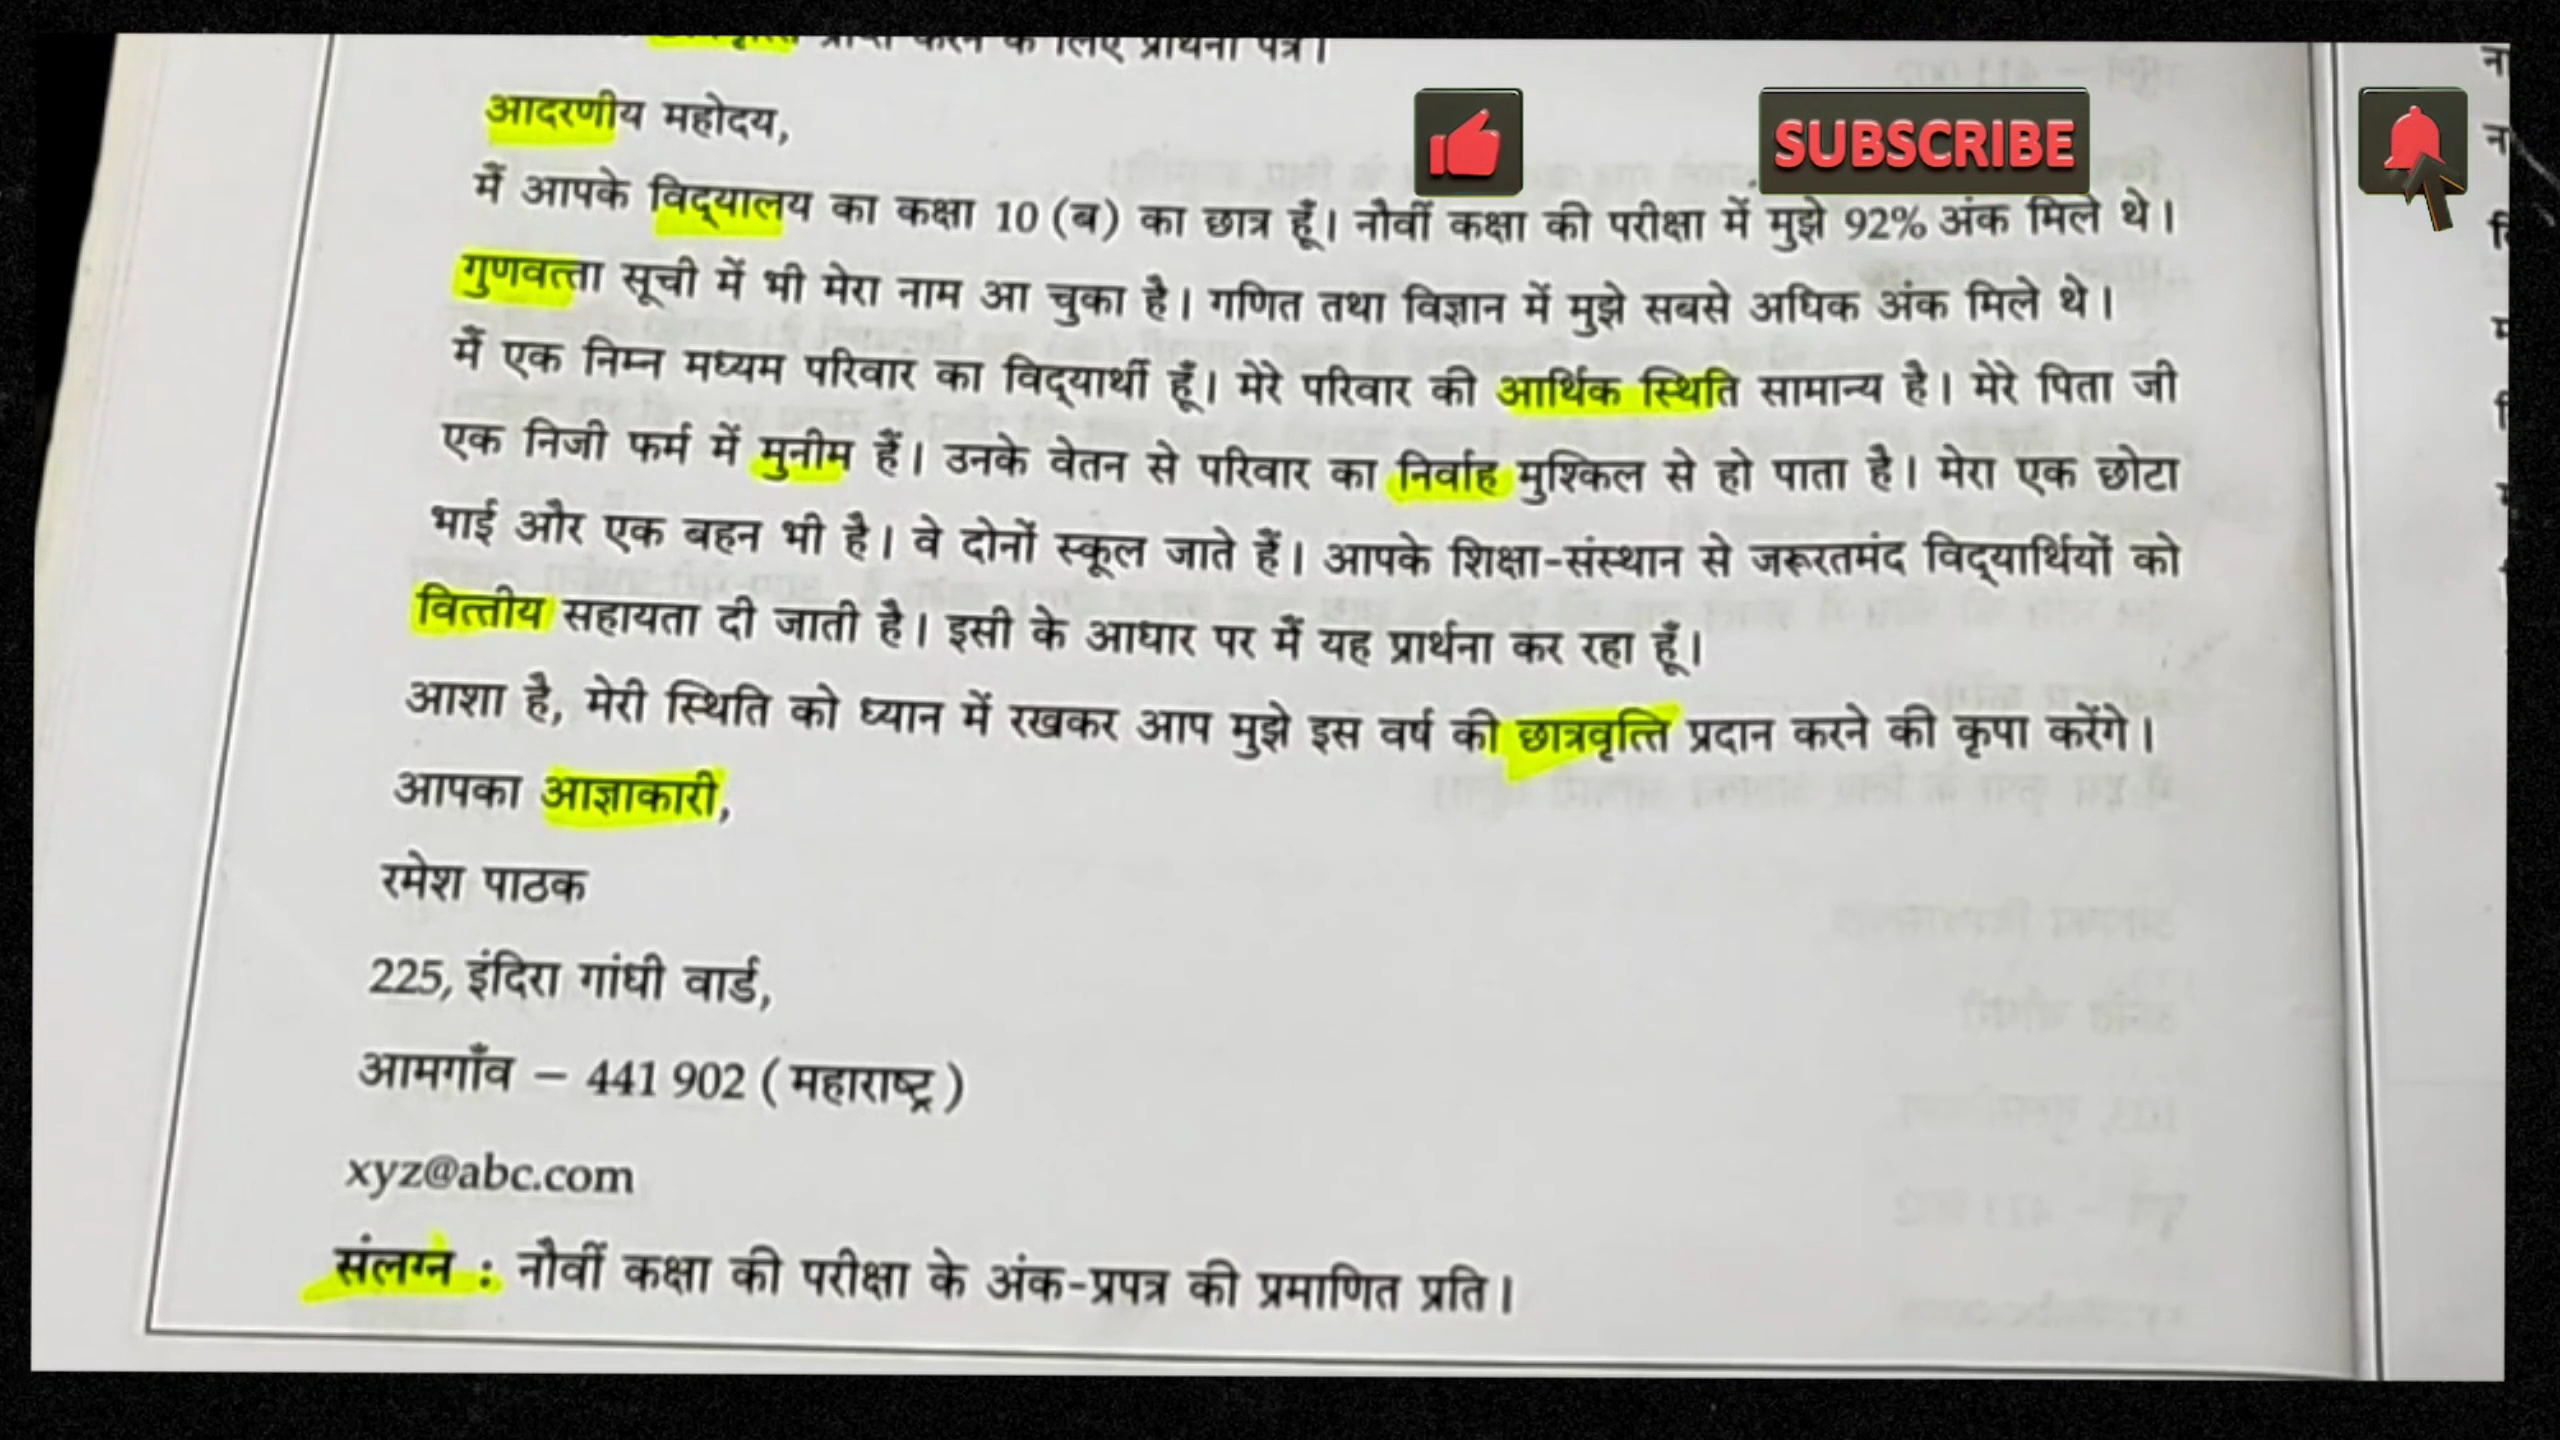 प्राप्त करने के लिए प्रार्थना पत्र।
आदरणीय महोदय,
SUBSCRIBE
मैं आपके विद्यालय का कक्षा 10 (ब) का छात्र हूँ। नौवीं कक्षा की परीक्षा में मुझे 92% अंक मिले थे।
गुणवत्ता सूची में भी मेरा नाम आ चुका है। गणित तथा विज्ञान में मुझे सबसे अधिक अंक मिले थे।
मैं एक निम्न मध्यम परिवार का विद्यार्थी हूँ। मेरे परिवार की आर्थिक स्थिति सामान्य है। मेरे पिता जी
एक निजी फर्म में मुनीम हैं। उनके वेतन से परिवार का निर्वाह मुश्किल से हो पाता है। मेरा एक छोटा
भाई और एक बहन भी है। वे दोनों स्कूल जाते हैं। आपके शिक्षा-संस्थान से जरूरतमंद विद्यार्थियों को
वित्तीय सहायता दी जाती है। इसी के आधार पर मैं यह प्रार्थना कर रहा हूँ।
आशा है, मेरी स्थिति को ध्यान में रखकर आप मुझे इस वर्ष की छात्रवृत्ति प्रदान करने की कृपा करेंगे।
आपका आज्ञाकारी,
रमेश पाठक
225, इंदिरा गांधी वार्ड,
आमगाँव – 441 902 (महाराष्ट्र)
xyz@abc.com
संलग्न : नौवीं कक्षा की परीक्षा के अंक-प्रपत्र की प्रमाणित प्रति।